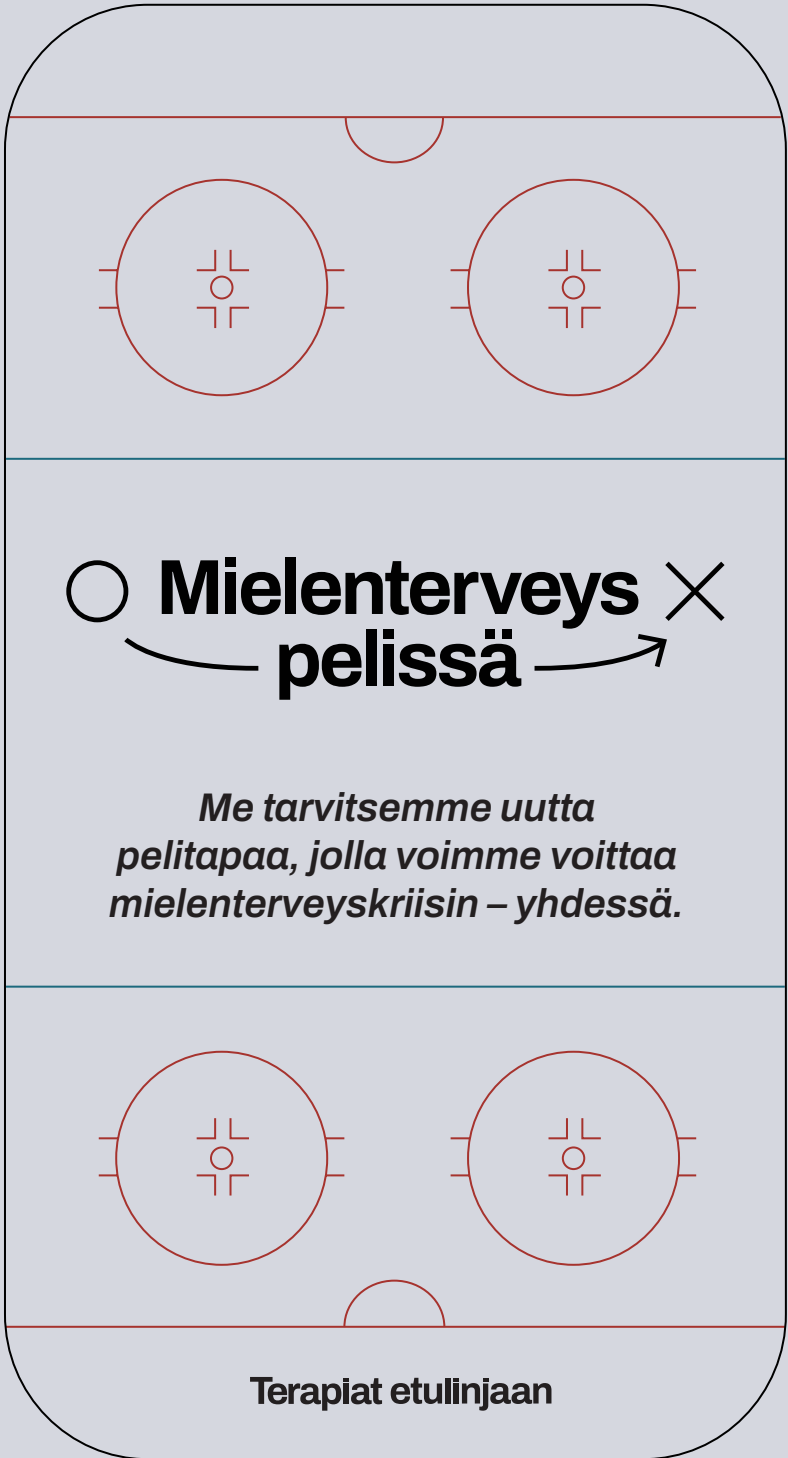 Mielenterveys
pelissä
Me tarvitsemme uutta
pelitapaa, jolla voimme voittaa
mielenterveyskriisin – yhdessä.
Terapiat etulinjaan